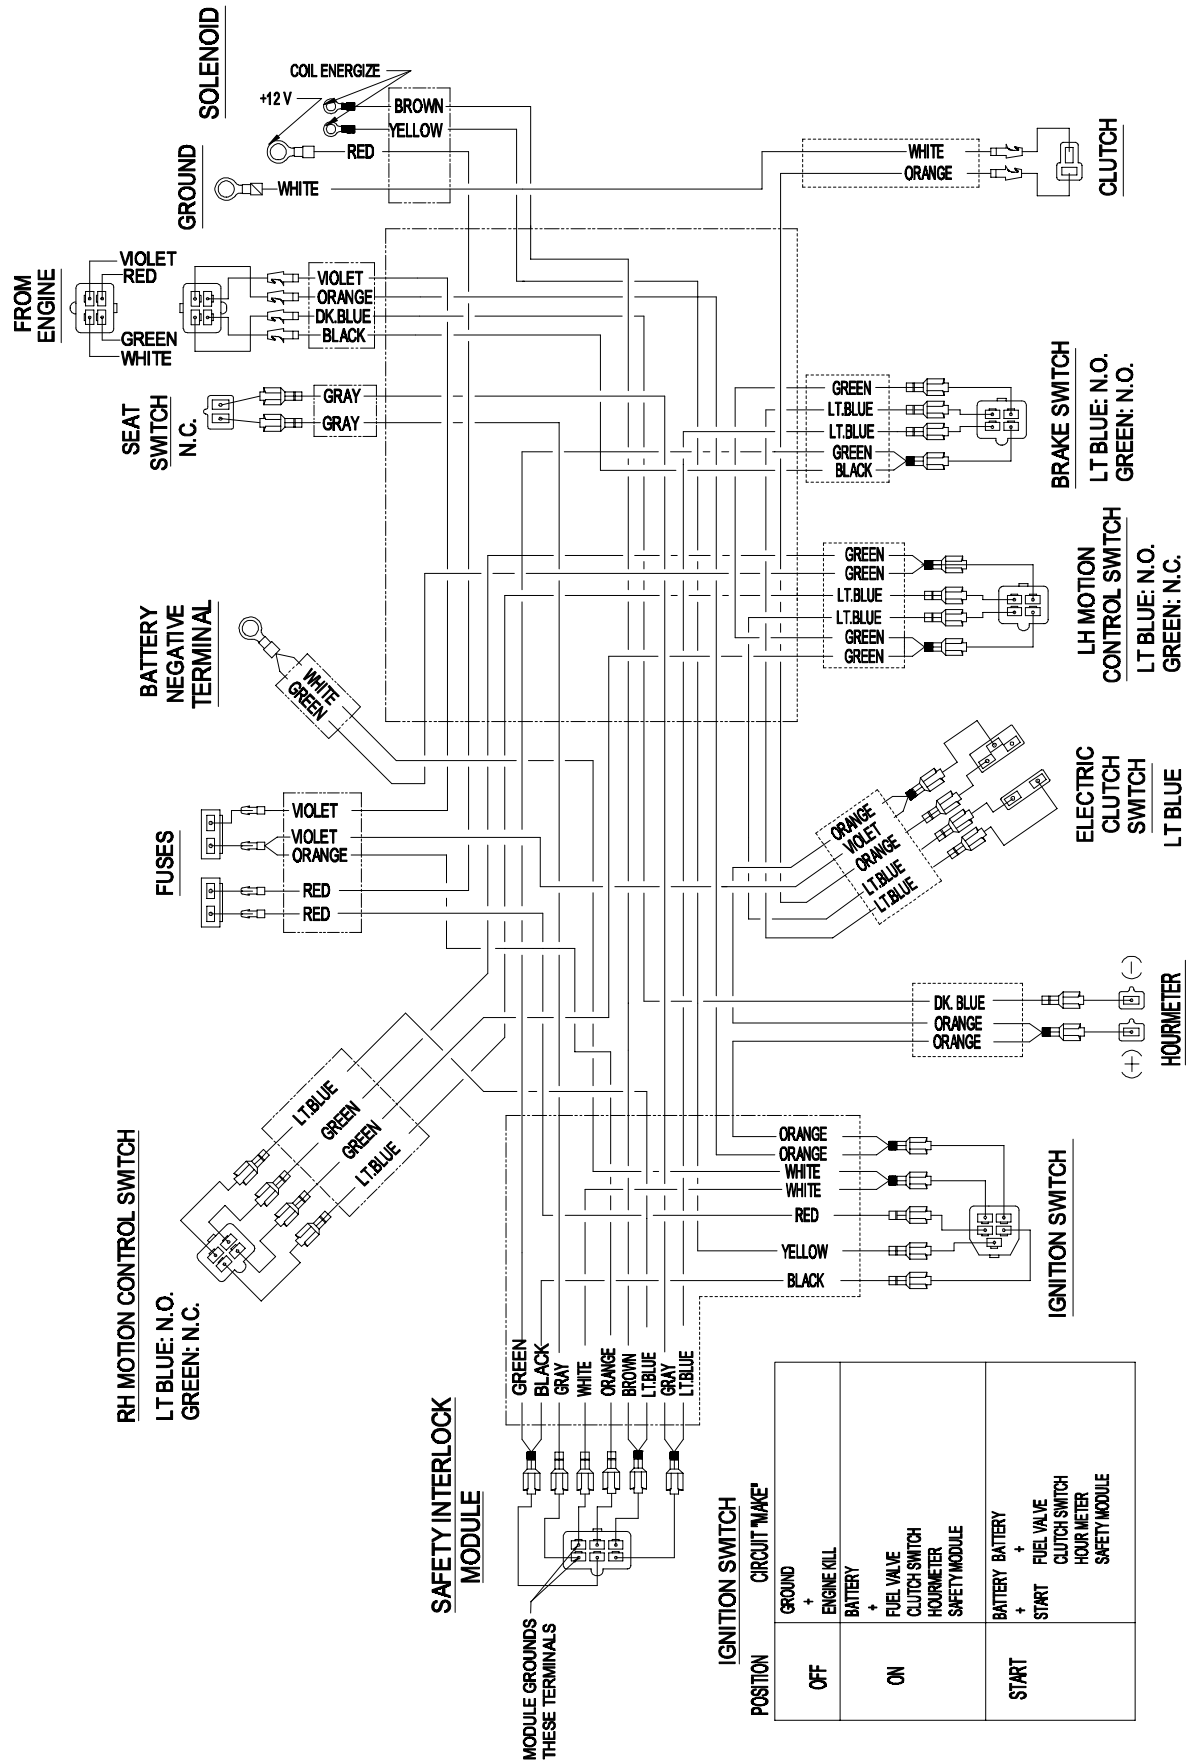 SOLENOID
COIL ENERGIZE
+12 V
BROWN
YELLOW
RED
GROUND
WHITE
WHITE
ORANGE
CLUTCH
FROM
ENGINE
VIOLET
RED
GREEN
WHITE
VIOLET
ORANGE
DK.BLUE
BLACK
SEAT
SWITCH
N.C.
GRAY
GRAY
GREEN
LT.BLUE
LT.BLUE
GREEN
BLACK
BRAKE SWITCH
LT BLUE: N.O.
GREEN: N.O.
BATTERY
NEGATIVE
TERMINAL
WHITE
GREEN
GREEN
GREEN
LT.BLUE
LT.BLUE
GREEN
GREEN
LH MOTION
CONTROL SWITCH
LT BLUE: N.O.
GREEN: N.C.
FUSES
VIOLET
VIOLET
ORANGE
RED
RED
ORANGE
VIOLET
ORANGE
LT.BLUE
LT.BLUE
ELECTRIC
CLUTCH
SWITCH
LT BLUE
DK. BLUE
ORANGE
ORANGE
(-)
(+)
HOURMETER
RH MOTION CONTROL SWITCH
LT BLUE: N.O.
GREEN: N.C.
LT.BLUE
GREEN
GREEN
LT.BLUE
ORANGE
ORANGE
WHITE
WHITE
RED
YELLOW
BLACK
IGNITION SWITCH
GREEN
BLACK
GRAY
WHITE
ORANGE
BROWN
LT.BLUE
GRAY
LT.BLUE
SAFETY INTERLOCK
MODULE
MODULE GROUNDS
THESE TERMINALS
IGNITION SWITCH
POSITION CIRCUIT "MAKE"
OFF
GROUND
+
ENGINE KILL
ON
BATTERY
+
FUEL VALVE
CLUTCH SWITCH
HOURMETER
SAFETY MODULE
START
BATTERY BATTERY
+ +
START FUEL VALVE
CLUTCH SWITCH
HOUR METER
SAFETY MODULE